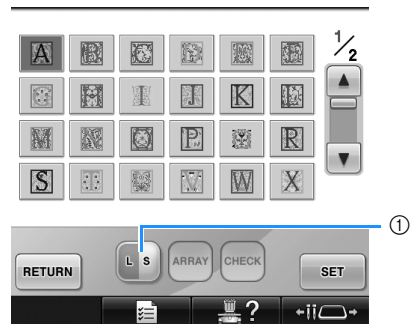 1/2
A B C F
H I J K L
M N O P R
S V W X
①
L S ARRAY CHECK
RETURN SET
?